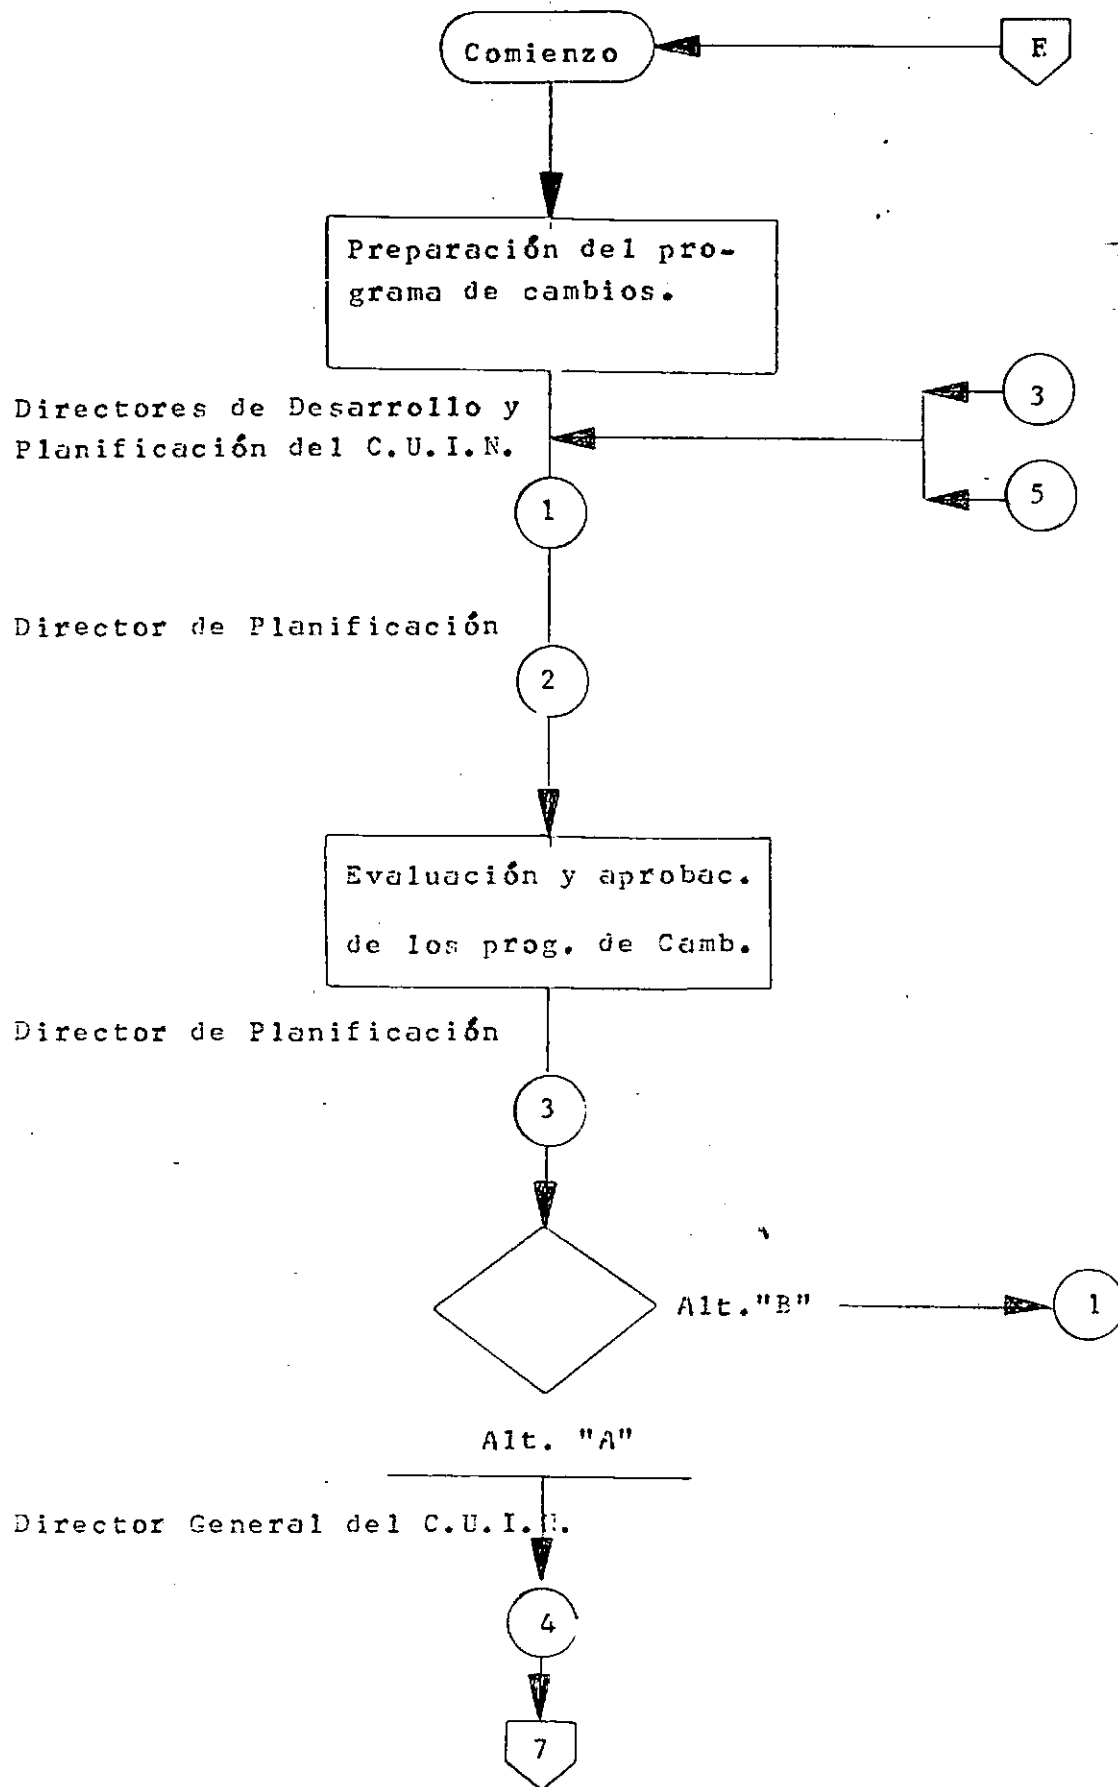 Comienzo
E
Preparación del pro-
grama de cambios.
3
Directores de Desarrollo y
Planificación del C.U.I.N.
5
1
Director de Planificación
2
Evaluación y aprobac.
de los prog. de Camb.
Director de Planificación
3
Alt."B"
1
Alt. "A"
Director General del C.U.I.N.
4
7